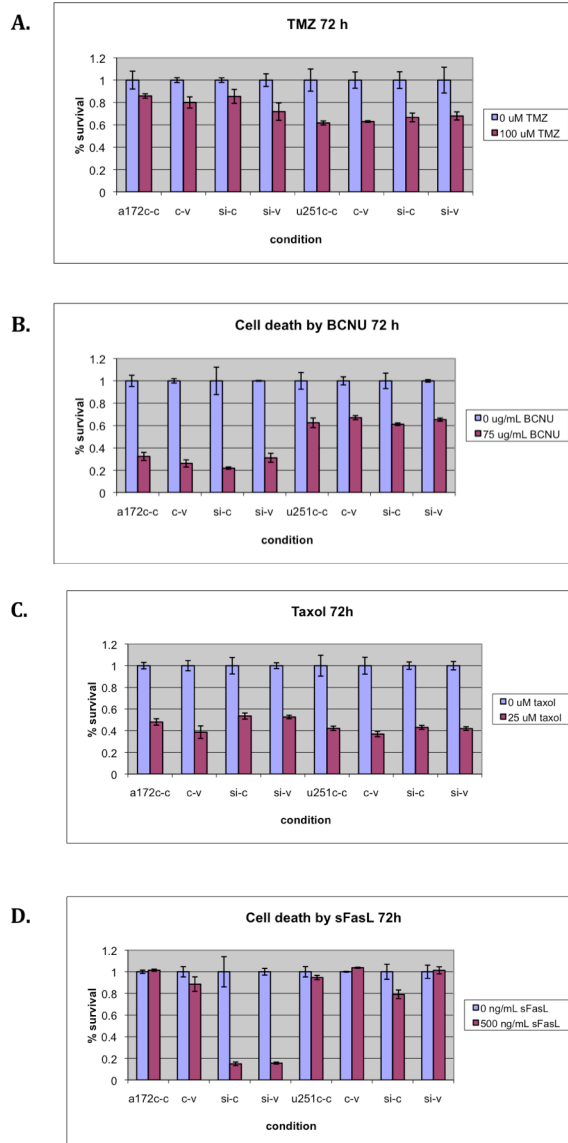 A.
TMZ 72 h
% survival
1.2
1
0.8
0.6
0.4
0.2
0
a172c-c c-v si-c si-v u251c-c c-v si-c si-v
condition
0 uM TMZ
100 uM TMZ
B.
Cell death by BCNU 72 h
% survival
1.2
1
0.8
0.6
0.4
0.2
0
a172c-c c-v si-c si-v u251c-c c-v si-c si-v
condition
0 ug/mL BCNU
75 ug/mL BCNU
C.
Taxol 72h
% survival
1.2
1
0.8
0.6
0.4
0.2
0
a172c-c c-v si-c si-v u251c-c c-v si-c si-v
condition
0 uM taxol
25 uM taxol
D.
Cell death by sFasL 72h
% survival
1.2
1
0.8
0.6
0.4
0.2
0
a172c-c c-v si-c si-v u251c-c c-v si-c si-v
condition
0 ng/mL sFasL
500 ng/mL sFasL